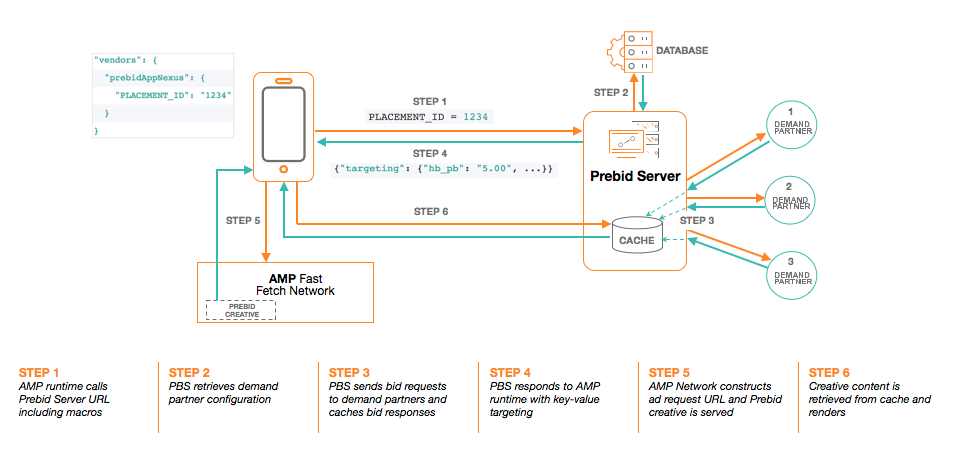 "vendors": {
"prebidAppNexus": {
"PLACEMENT_ID": "1234"
}
}
STEP 1
PLACEMENT_ID = 1234
STEP 4
{"targeting": {"hb_pb": "5.00", ...}}
STEP 6
STEP 5
AMP Fast
Fetch Network
PREBID
CREATIVE
DATABASE
STEP 2
Prebid Server
CACHE
STEP 3
1
DEMAND
PARTNER
2
DEMAND
PARTNER
3
DEMAND
PARTNER
STEP 1
AMP runtime calls
Prebid Server URL
including macros
STEP 2
PBS retrieves demand
partner configuration
STEP 3
PBS sends bid requests
to demand partners and
caches bid responses
STEP 4
PBS responds to AMP
runtime with key-value
targeting
STEP 5
AMP Network constructs
ad request URL and Prebid
creative is served
STEP 6
Creative content is
retrieved from cache and
renders